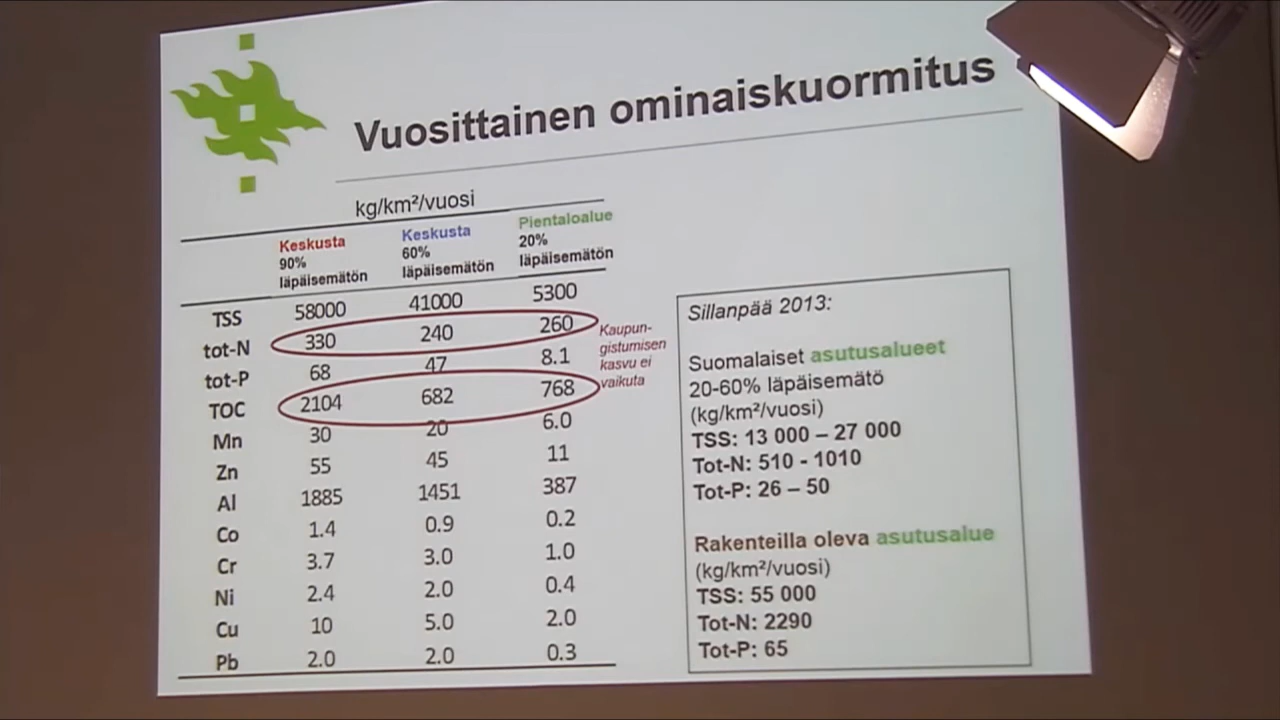 Vuosittainen ominaiskuormitus
kg/km²/vuosi
Keskusta 90% läpäisemätön Keskusta 60% läpäisemätön Pientaloalue 20% läpäisemätön
TSS 58000 41000 5300
tot-N 330 240 260
tot-P 68 47 8.1
TOC 2104 682 768
Mn 30 20 6.0
Zn 55 45 11
Al 1885 1451 387
Co 1.4 0.9 0.2
Cr 3.7 3.0 1.0
Ni 2.4 2.0 0.4
Cu 10 5.0 2.0
Pb 2.0 2.0 0.3
Kaupun-
gistumisen
kasvu ei
vaikuta
Sillanpää 2013:
Suomalaiset asutusalueet
20-60% läpäisemätö
(kg/km²/vuosi)
TSS: 13 000 – 27 000
Tot-N: 510 - 1010
Tot-P: 26 – 50
Rakenteilla oleva asutusalue
(kg/km²/vuosi)
TSS: 55 000
Tot-N: 2290
Tot-P: 65